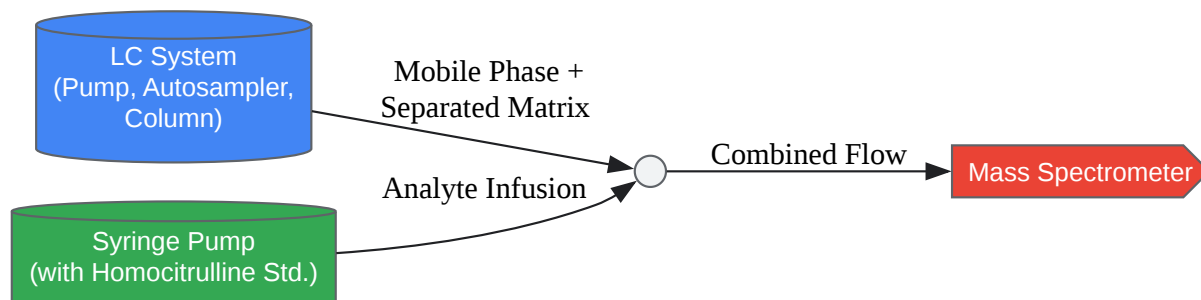 LC System
(Pump, Autosampler,
Column)
Mobile Phase +
Separated Matrix
Analyte Infusion
Combined Flow
Mass Spectrometer
Syringe Pump
(with Homocitrulline Std.)